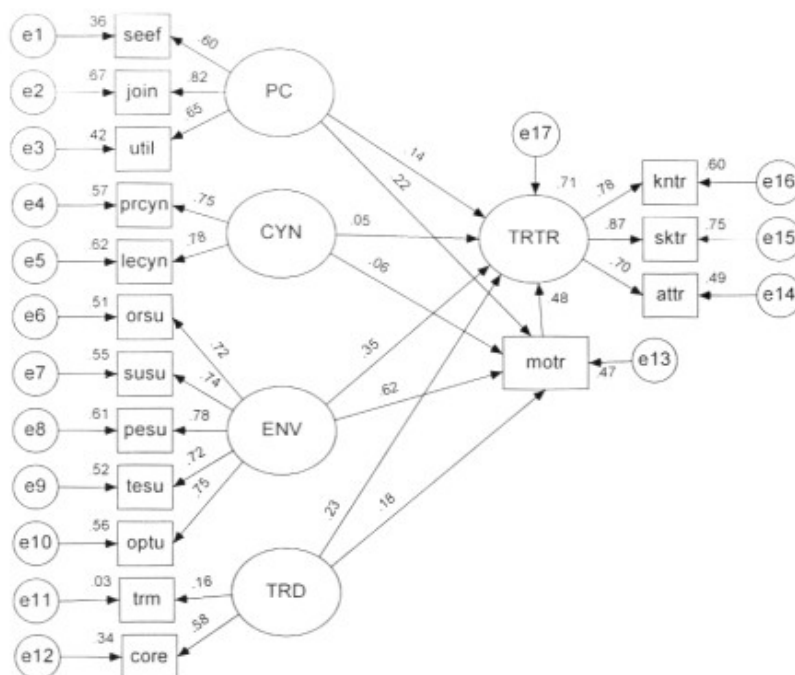 e1 .36 seef .60
e2 .67 join .82 PC
e3 .42 util .65
e17
.14 .71 .78 kntr .60 e16
.22
e4 .57 prcyn .75
CYN .05 TRTR .87 sktr .75 e15
e5 .62 lecyn .78
.06 .70 attr .49 e14
e6 .51 orsu .72
.35 .48
motr .47 e13
e7 .55 susu .74
.62
e8 .61 pesu .78 ENV
e9 .52 tesu .72
.75
.23 .18
e10 .56 optu
e11 .03 trm .16 TRD
e12 .34 core .58